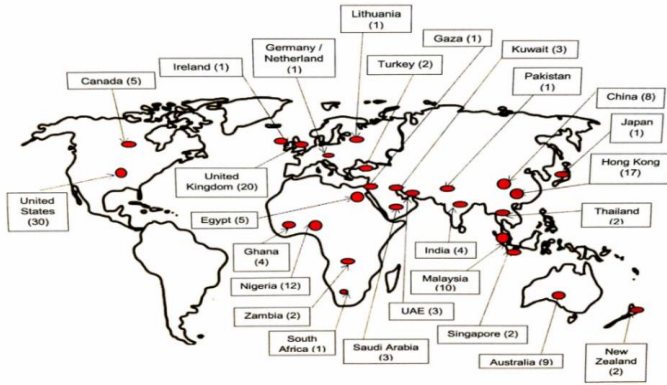 Lithuania
(1)
Germany /
Netherland
(1)
Gaza (1)
Kuwait (3)
Ireland (1)
Turkey (2)
Pakistan
(1)
Canada (5)
China (8)
Japan
(1)
Hong Kong
(17)
United
Kingdom (20)
United
States
(30)
Egypt (5)
Thailand
(2)
Ghana
(4)
India (4)
Nigeria (12)
Malaysia
(10)
Zambia (2)
UAE (3)
South
Africa (1)
Saudi Arabia
(3)
Singapore (2)
Australia (9)
New
Zealand
(2)